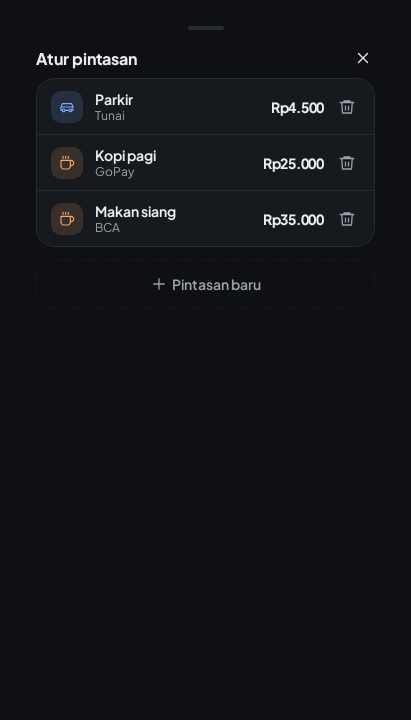 Atur pintasan
Parkir
Tunai
Rp4.500
Kopi pagi
GoPay
Rp25.000
Makan siang
BCA
Rp35.000
Pintasan baru